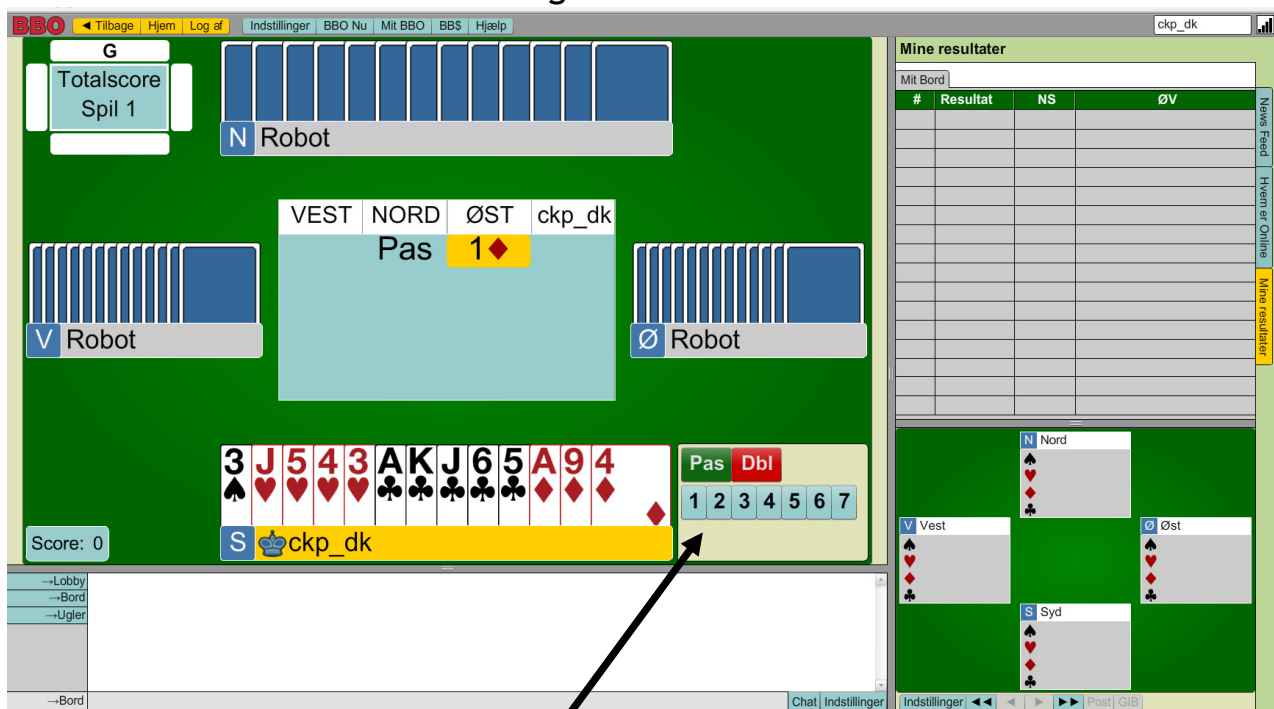 BBO ◄ Tilbage Hjem Log af Indstillinger BBO Nu Mit BBO BB$ Hjælp ckp_dk
G
Totalscore
Spil 1
N Robot
VEST NORD ØST ckp_dk
Pas 1♦
V Robot
Ø Robot
3 J 5 4 3 A K J 6 5 A 9 4
♠ ♥ ♥ ♥ ♥ ♣ ♣ ♣ ♣ ♣ ♦ ♦ ♦
S ckp_dk
Pas Dbl
1 2 3 4 5 6 7
Score: 0
→Lobby
→Bord
→Ugler
→Bord
Chat Indstillinger
Mine resultater
Mit Bord
# Resultat NS ØV
News Feed
Hvem er Online
Mine resultater
N Nord
♠
♥
♦
♣
V Vest
♠
♥
♦
♣
Ø Øst
♠
♥
♦
♣
S Syd
♠
♥
♦
♣
Indstillinger ◄◄ ◄ ► ►► Post GIB